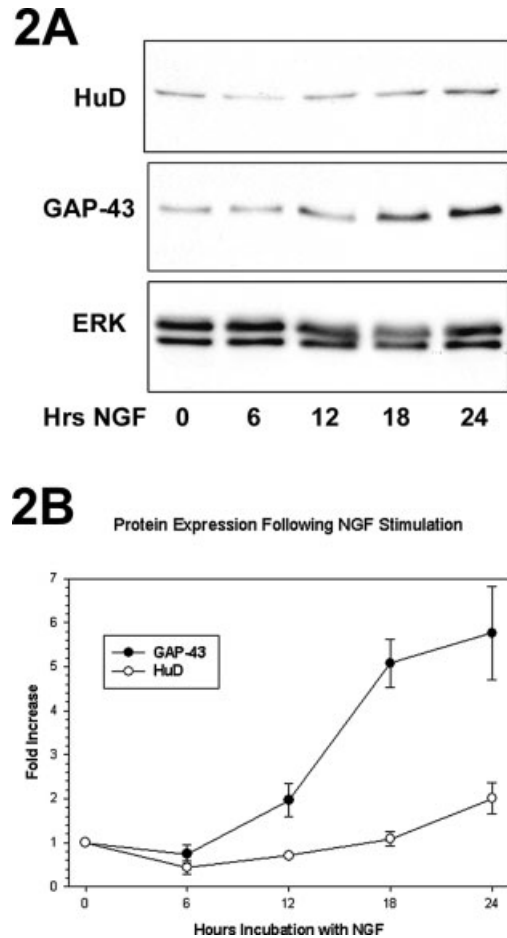 2A
HuD
GAP-43
ERK
Hrs NGF 0 6 12 18 24
2B
Protein Expression Following NGF Stimulation
7
6
5
4
3
2
1
0
Fold Increase
GAP-43
HuD
0 6 12 18 24
Hours Incubation with NGF